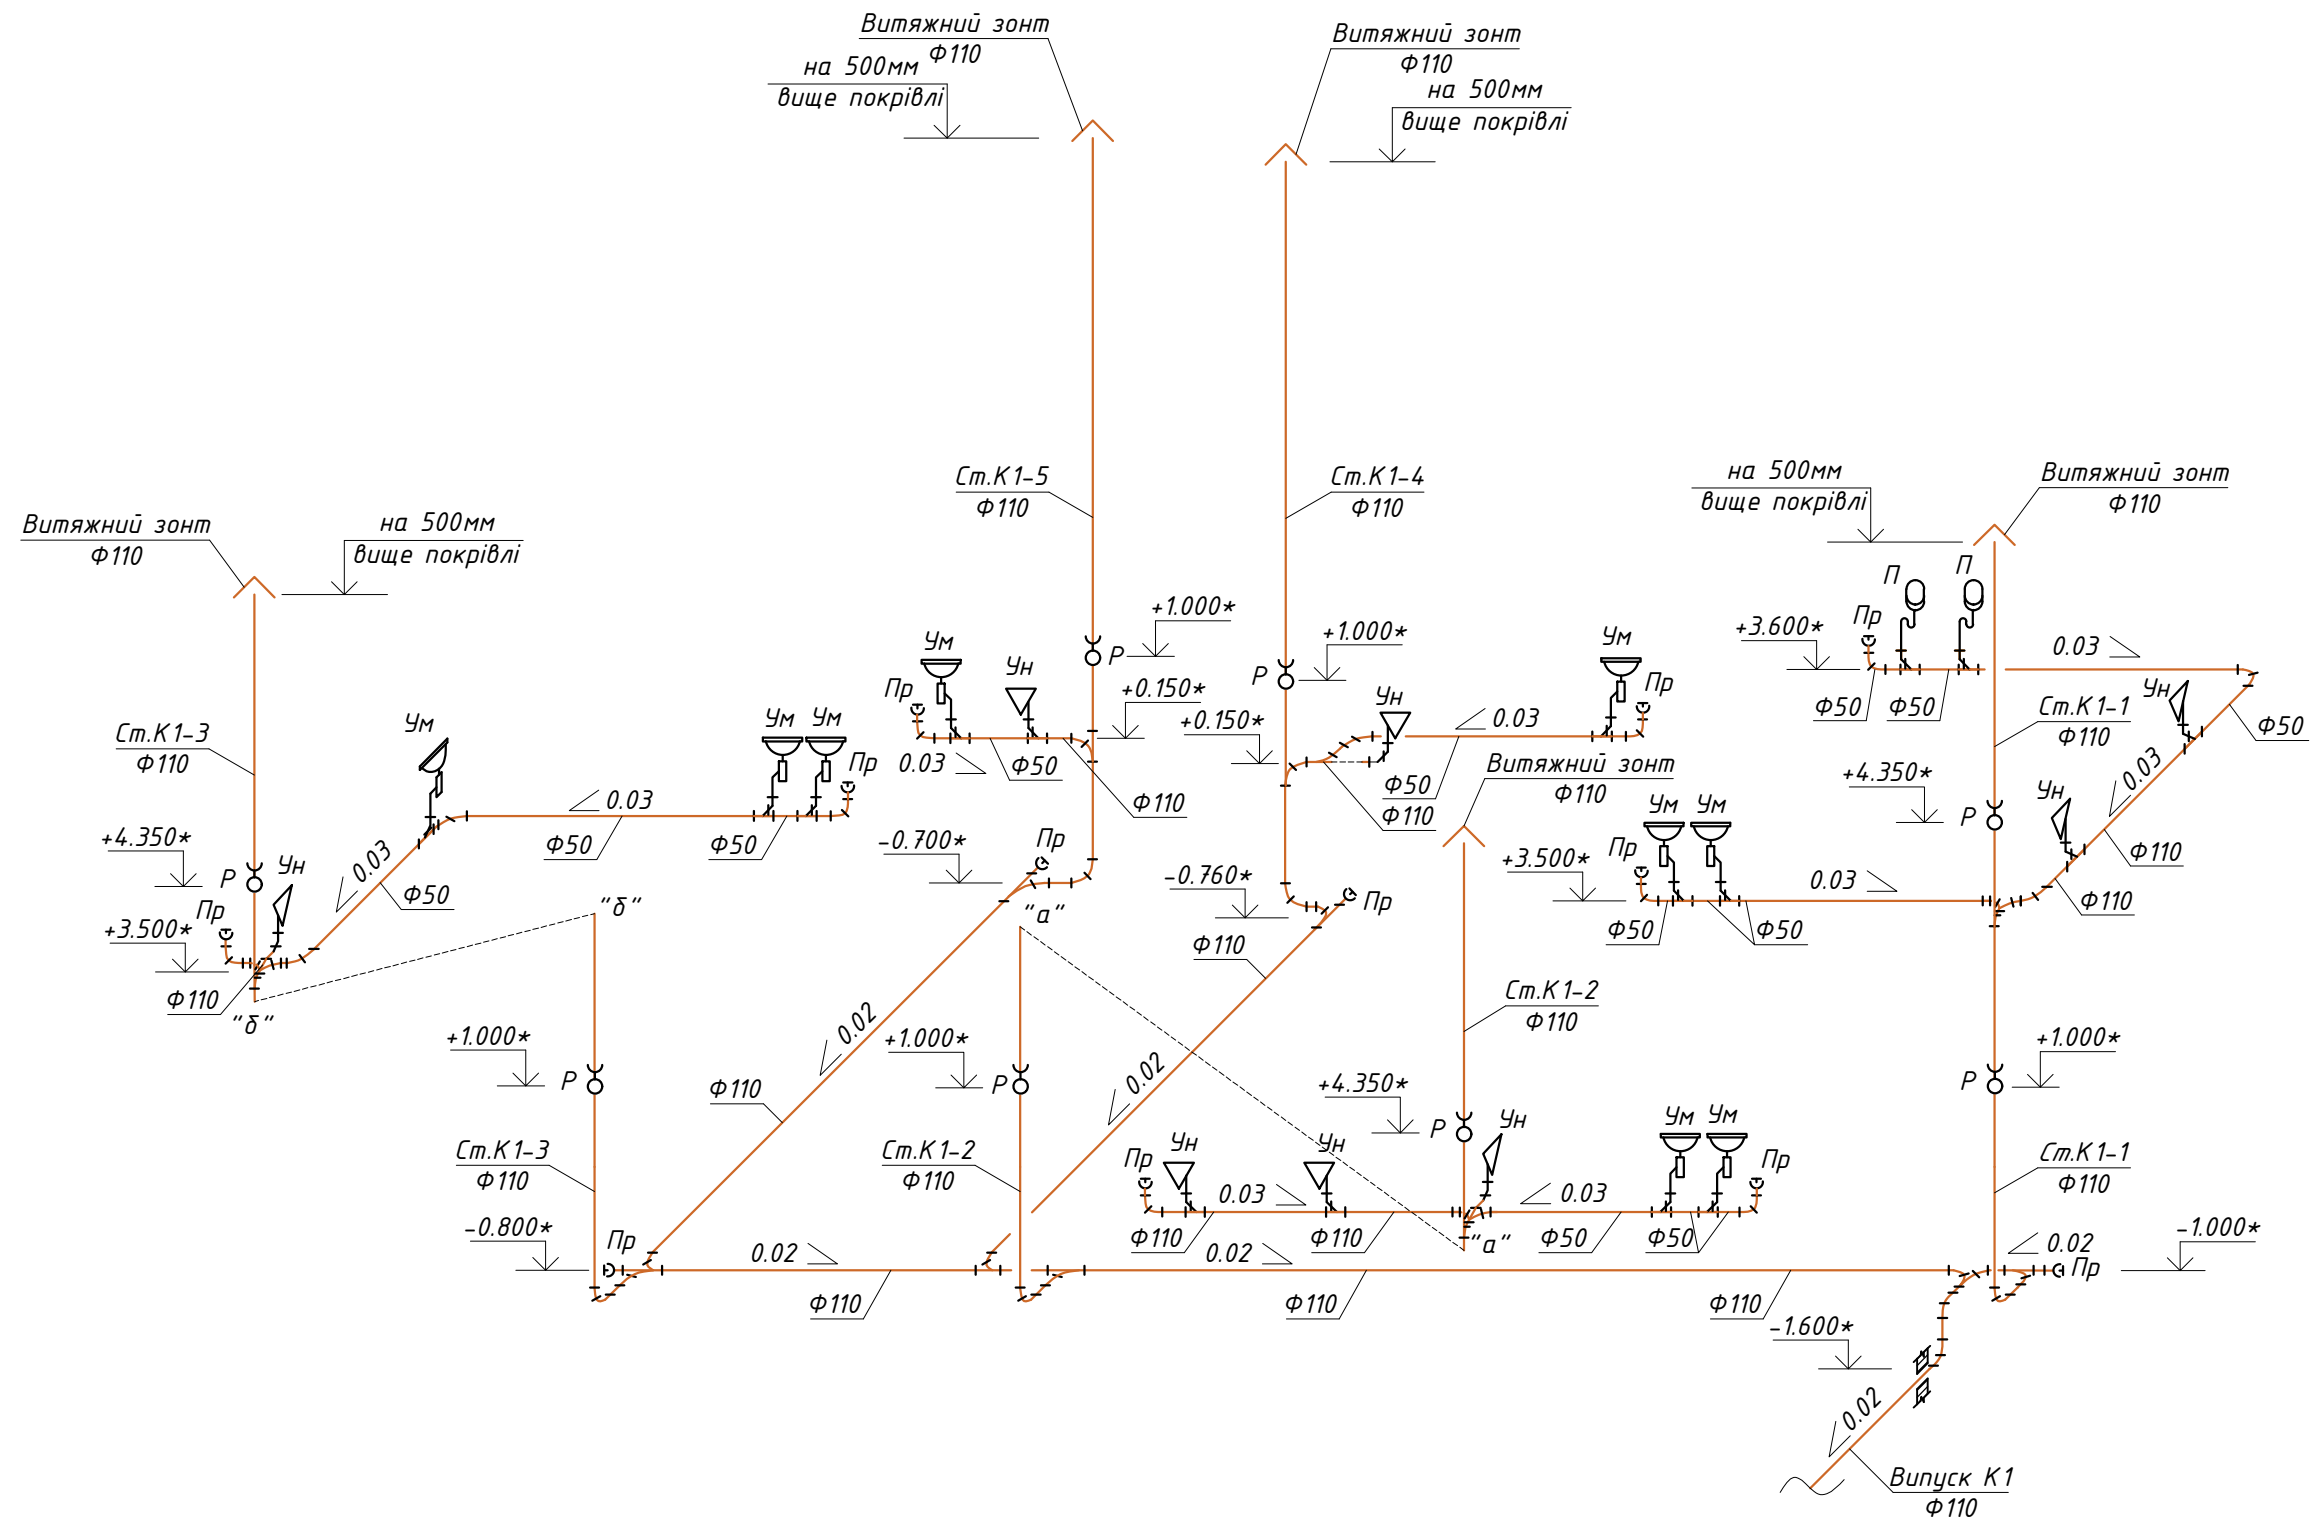 Витяжний зонт
Ф110
на 500мм
вище покрівлі
Витяжний зонт
Ф110
на 500мм
вище покрівлі
Ст.К1-5
Ф110
Ст.К1-4
Ф110
на 500мм
вище покрівлі
Витяжний зонт
Ф110
Витяжний зонт
Ф110
на 500мм
вище покрівлі
П
П
Пр
+3.600*
0.03
Ф50
Ф50
Ст.К1-1
Ф110
Ун
Ф50
+1.000*
Р
+1.000*
Р
Ум
Ун
Пр
+0.150*
0.03
Ф50
Ф110
+0.150*
Ун
0.03
Ум
Пр
Ф50
Ф110
Ст.К1-3
Ф110
Ум
Ум
Ум
Пр
0.03
Ф50
Ф50
+4.350*
Р
Ун
0.03
Ф50
Пр
+3.500*
Ф110
"б"
"б"
-0.700*
Пр
"а"
-0.760*
Пр
Ф110
Витяжний зонт
Ф110
+4.350*
Р
Ун
0.03
Ф110
Ф110
+3.500*
Пр
Ум
Ум
0.03
Ф50
Ф50
Ст.К1-2
Ф110
+1.000*
Р
0.02
Ф110
+1.000*
Р
0.02
+4.350*
Р
Ун
+1.000*
Р
Ст.К1-3
Ф110
Ст.К1-2
Ф110
Пр
Ун
Ун
0.03
Ф110
Ф110
0.03
Ум
Ум
Пр
Ф50
Ф50
"а"
Ст.К1-1
Ф110
-0.800*
Пр
0.02
Ф110
0.02
Ф110
Ф110
0.02
-1.000*
Пр
-1.600*
0.02
Випуск К1
Ф110